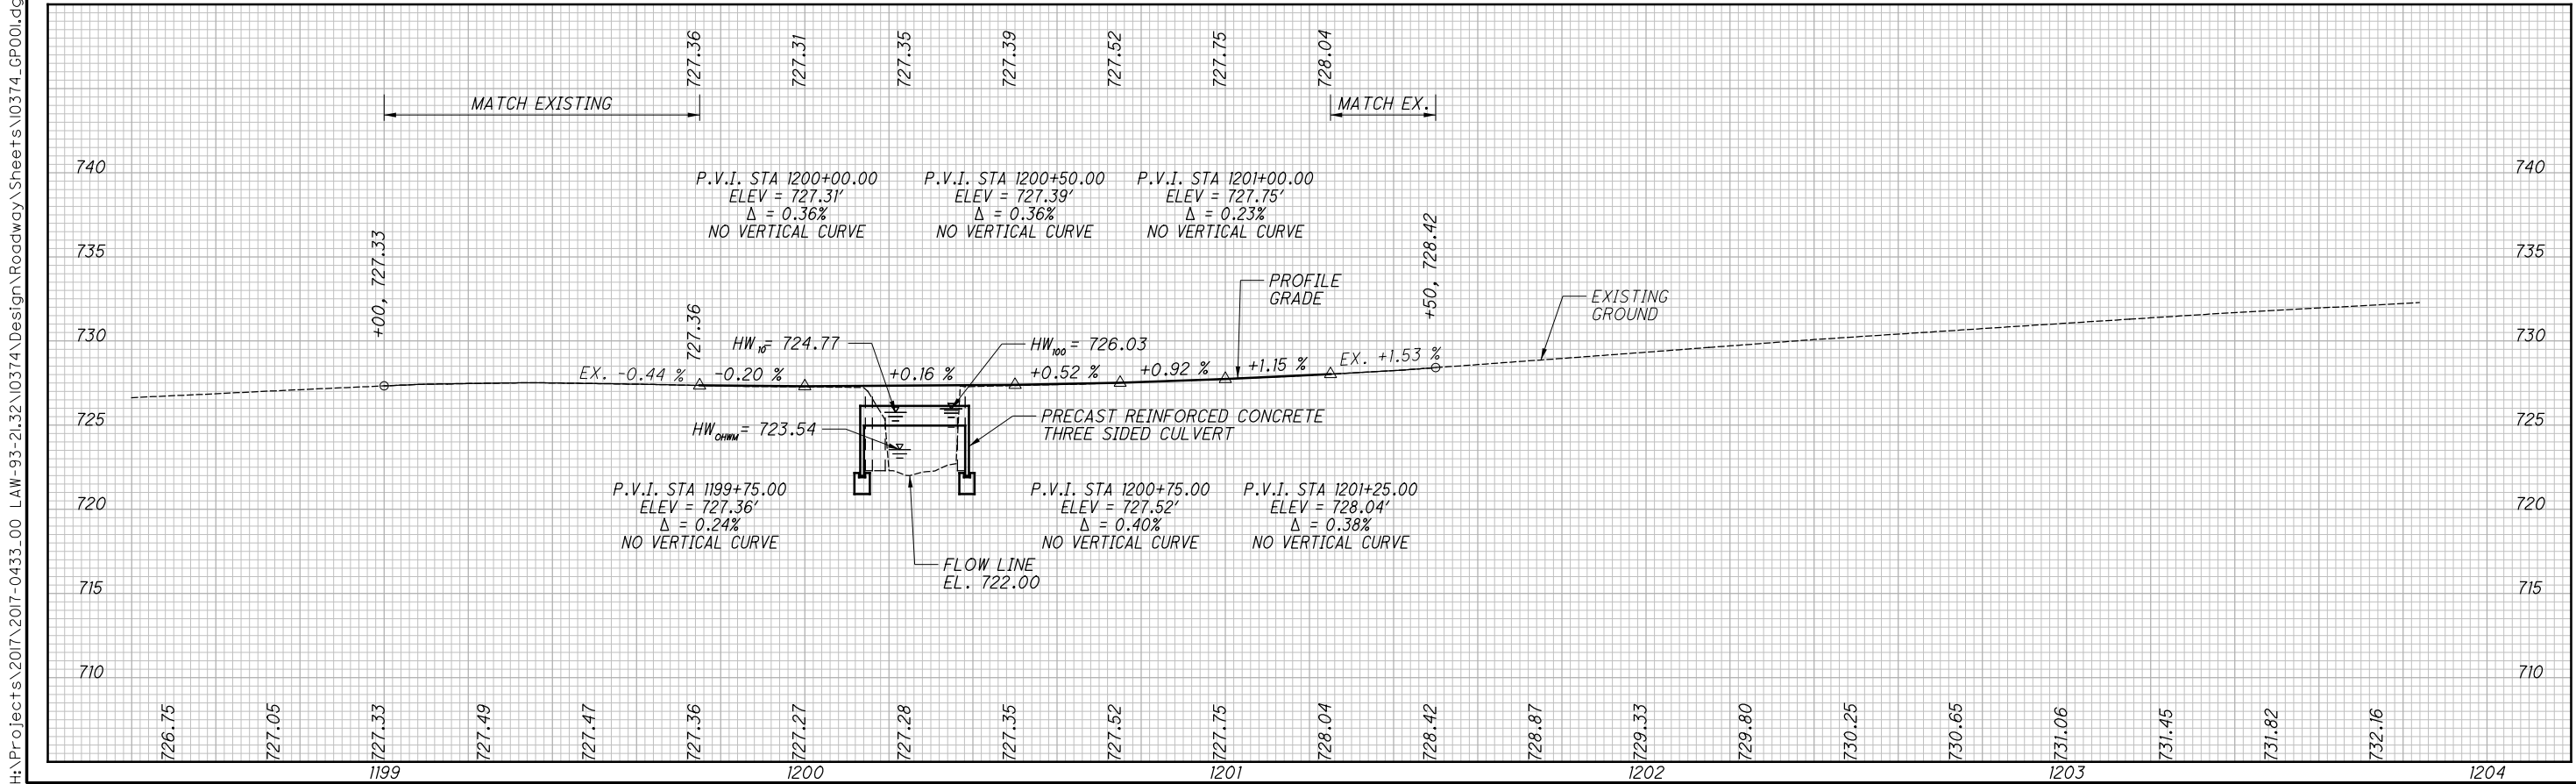 H:\Projects\2017\2017-0433_00 LAW-93-21.32\10374\Design\Roadway\Sheets\10374_GP001.dg
727.36
727.31
727.35
727.39
727.52
727.75
728.04
MATCH EXISTING
MATCH EX.
740
740
P.V.I. STA 1200+00.00
ELEV = 727.31'
Δ = 0.36%
NO VERTICAL CURVE
P.V.I. STA 1200+50.00
ELEV = 727.39'
Δ = 0.36%
NO VERTICAL CURVE
P.V.I. STA 1201+00.00
ELEV = 727.75'
Δ = 0.23%
NO VERTICAL CURVE
735
735
+00, 727.33
+50, 728.42
PROFILE
GRADE
EXISTING
GROUND
730
730
727.36
HW10= 724.77
HW100 = 726.03
EX. -0.44 %
-0.20 %
+0.16 %
+0.52 %
+0.92 %
+1.15 %
EX. +1.53 %
725
725
PRECAST REINFORCED CONCRETE
THREE SIDED CULVERT
HWOHWM= 723.54
P.V.I. STA 1199+75.00
ELEV = 727.36'
Δ = 0.24%
NO VERTICAL CURVE
P.V.I. STA 1200+75.00
ELEV = 727.52'
Δ = 0.40%
NO VERTICAL CURVE
P.V.I. STA 1201+25.00
ELEV = 728.04'
Δ = 0.38%
NO VERTICAL CURVE
720
720
FLOW LINE
EL. 722.00
715
715
710
710
726.75
727.05
727.33
727.49
727.47
727.36
727.27
727.28
727.35
727.52
727.75
728.04
728.42
728.87
729.33
729.80
730.25
730.65
731.06
731.45
731.82
732.16
1199
1200
1201
1202
1203
1204